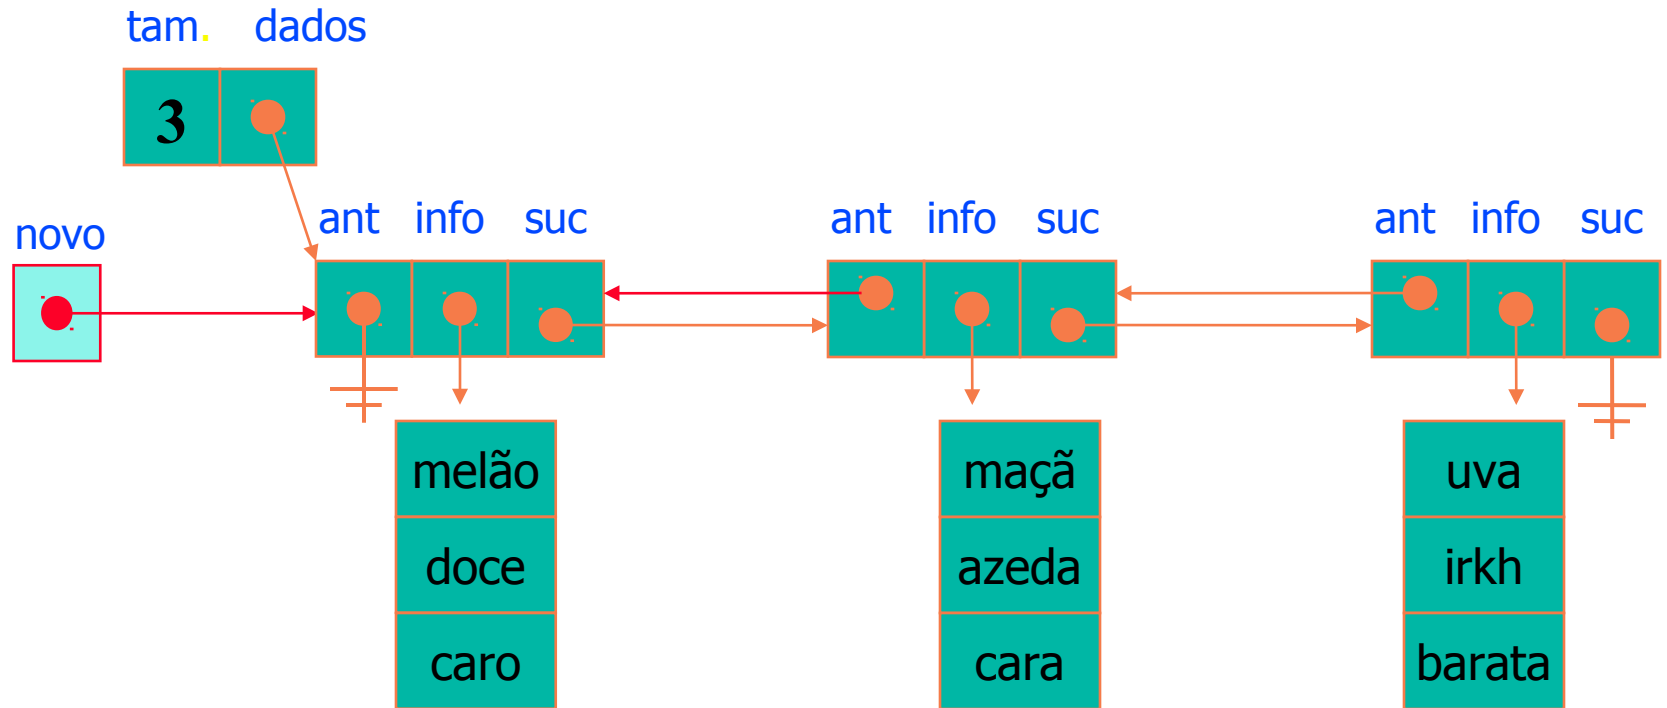 tam. dados
3
novo
ant info suc
ant info suc
ant info suc
melão
doce
caro
maçã
azeda
cara
uva
irkh
barata